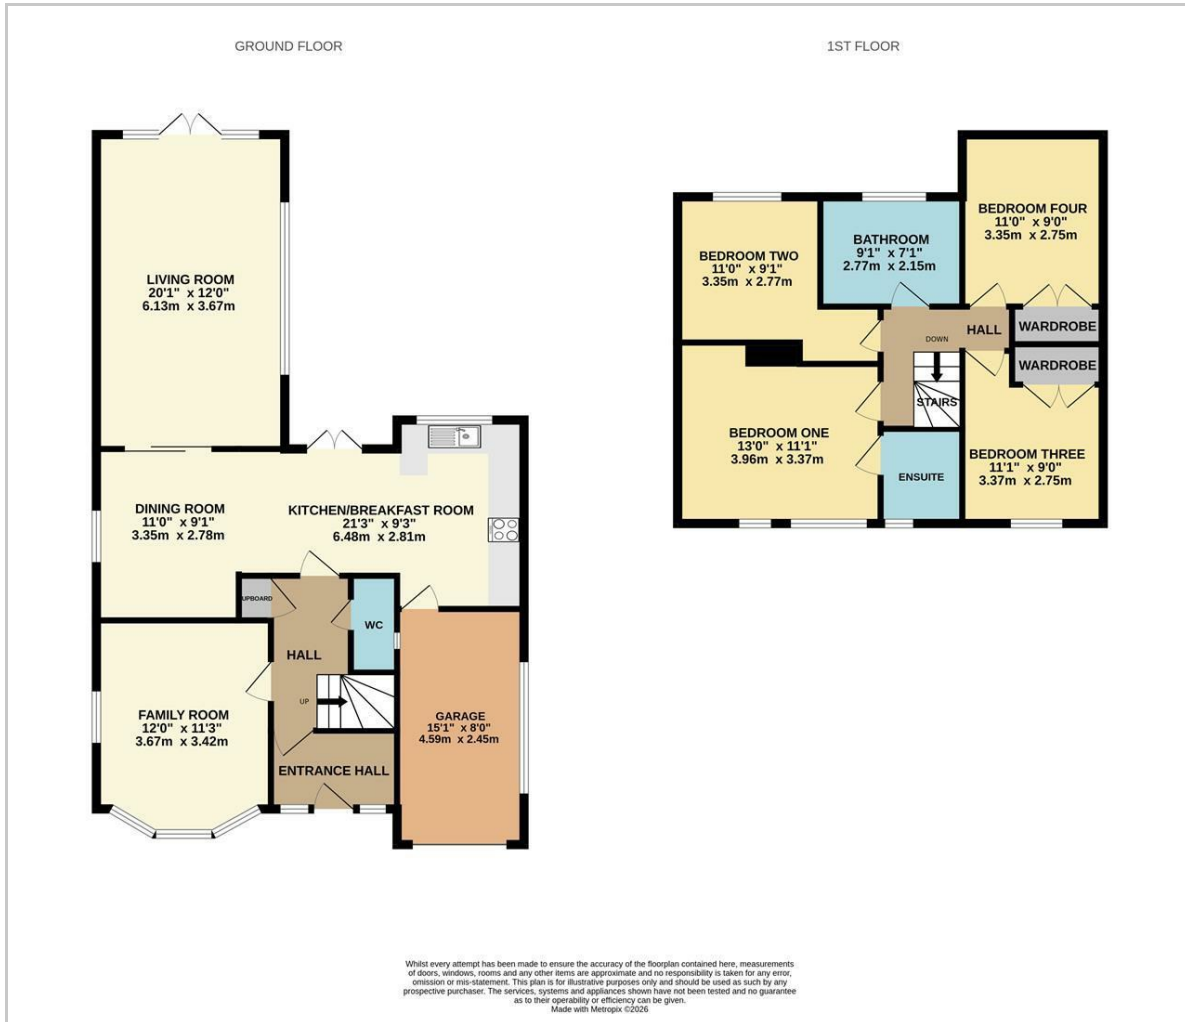 GROUND FLOOR
LIVING ROOM
20'1" x 12'0"
6.13m x 3.67m
DINING ROOM
11'0" x 9'1"
3.35m x 2.78m
KITCHEN/BREAKFAST ROOM
21'3" x 9'3"
6.48m x 2.81m
UPBOARD
WC
HALL
UP
FAMILY ROOM
12'0" x 11'3"
3.67m x 3.42m
GARAGE
15'1" x 8'0"
4.59m x 2.45m
ENTRANCE HALL
1ST FLOOR
BEDROOM FOUR
11'0" x 9'0"
3.35m x 2.75m
BATHROOM
9'1" x 7'1"
2.77m x 2.15m
BEDROOM TWO
11'0" x 9'1"
3.35m x 2.77m
HALL
WARDROBE
DOWN
WARDROBE
STAIRS
BEDROOM ONE
13'0" x 11'1
3.96m x 3.37m
BEDROOM THREE
11'1" x 9'0"
3.37m x 2.75m
ENSUITE
Whilst every attempt has been made to ensure the accuracy of the floorplan contained here, measurements
of doors, windows, rooms and any other items are approximate and no responsibility is taken for any error,
omission or mis-statement. This plan is for illustrative purposes only and should be used as such by any
prospective purchaser. The services, systems and appliances shown have not been tested and no guarantee
as to their operability or efficiency can be given.
Made with Metropix ©2026